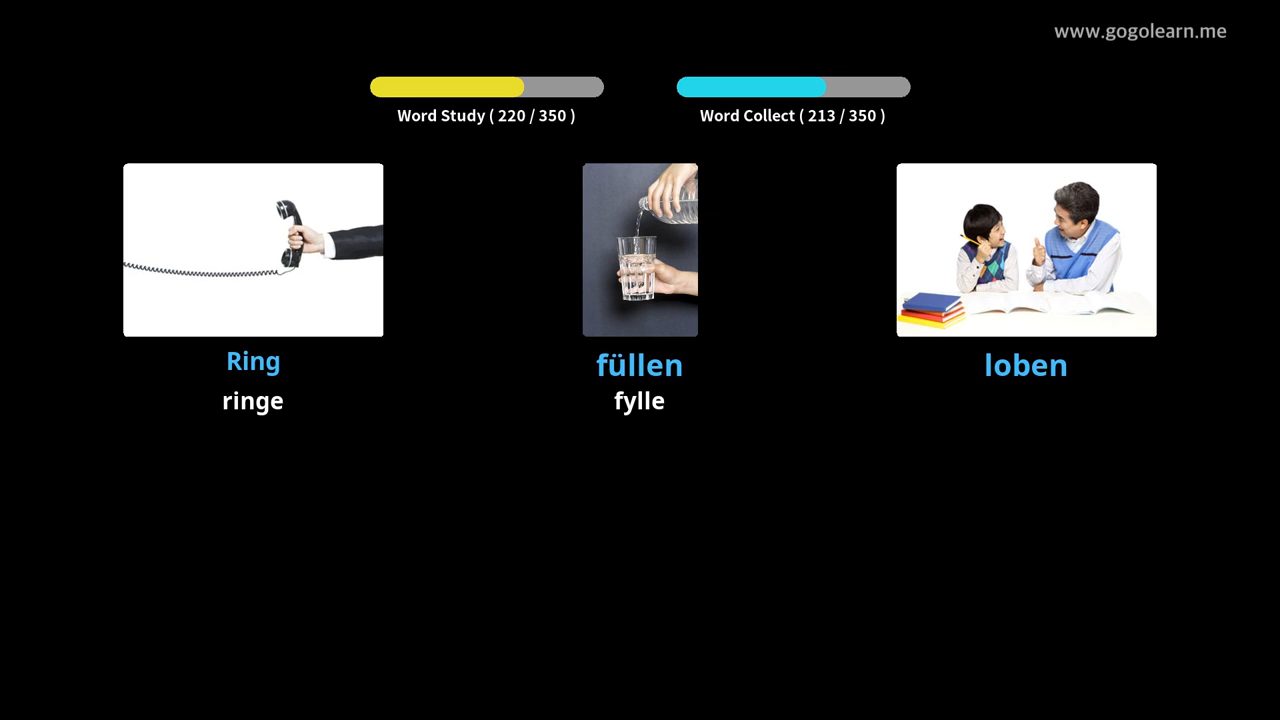 www.gogolearn.me
Word Study ( 220 / 350 )
Word Collect ( 213 / 350 )
Ring
ringe
füllen
fylle
loben